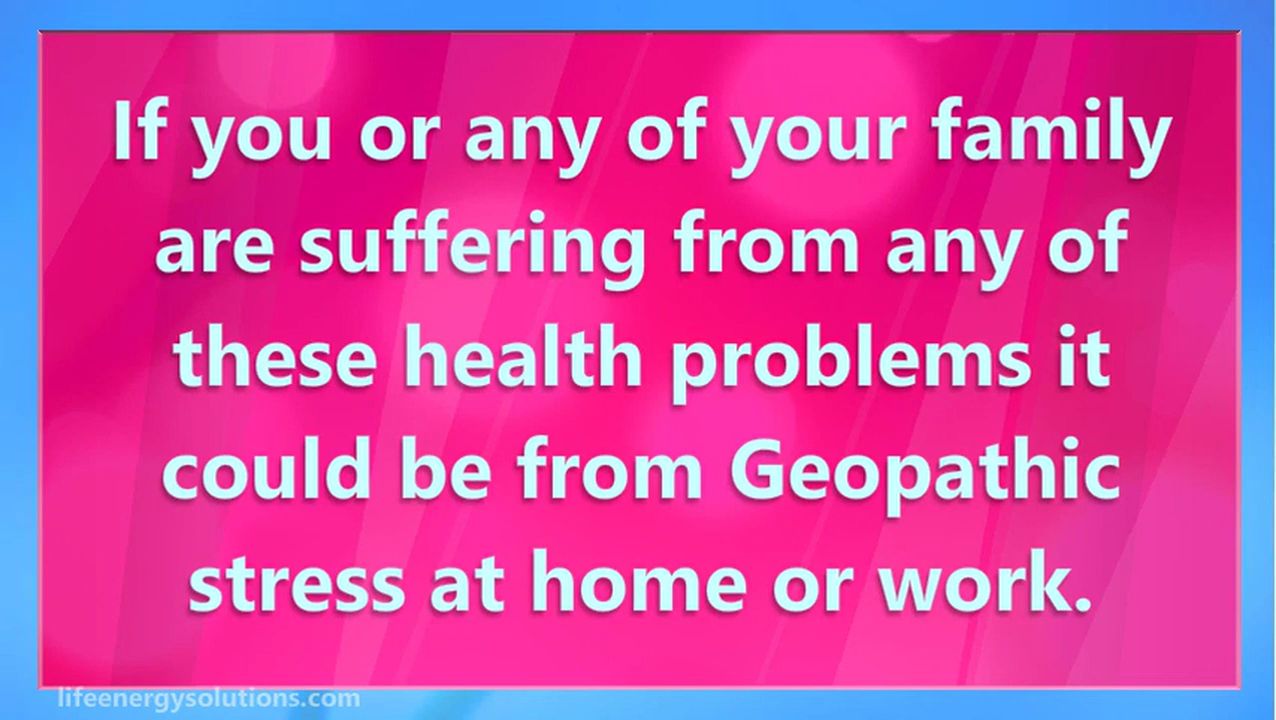 If you or any of your family
are suffering from any of
these health problems it
could be from Geopathic
stress at home or work.
lifeenergysolutions.com